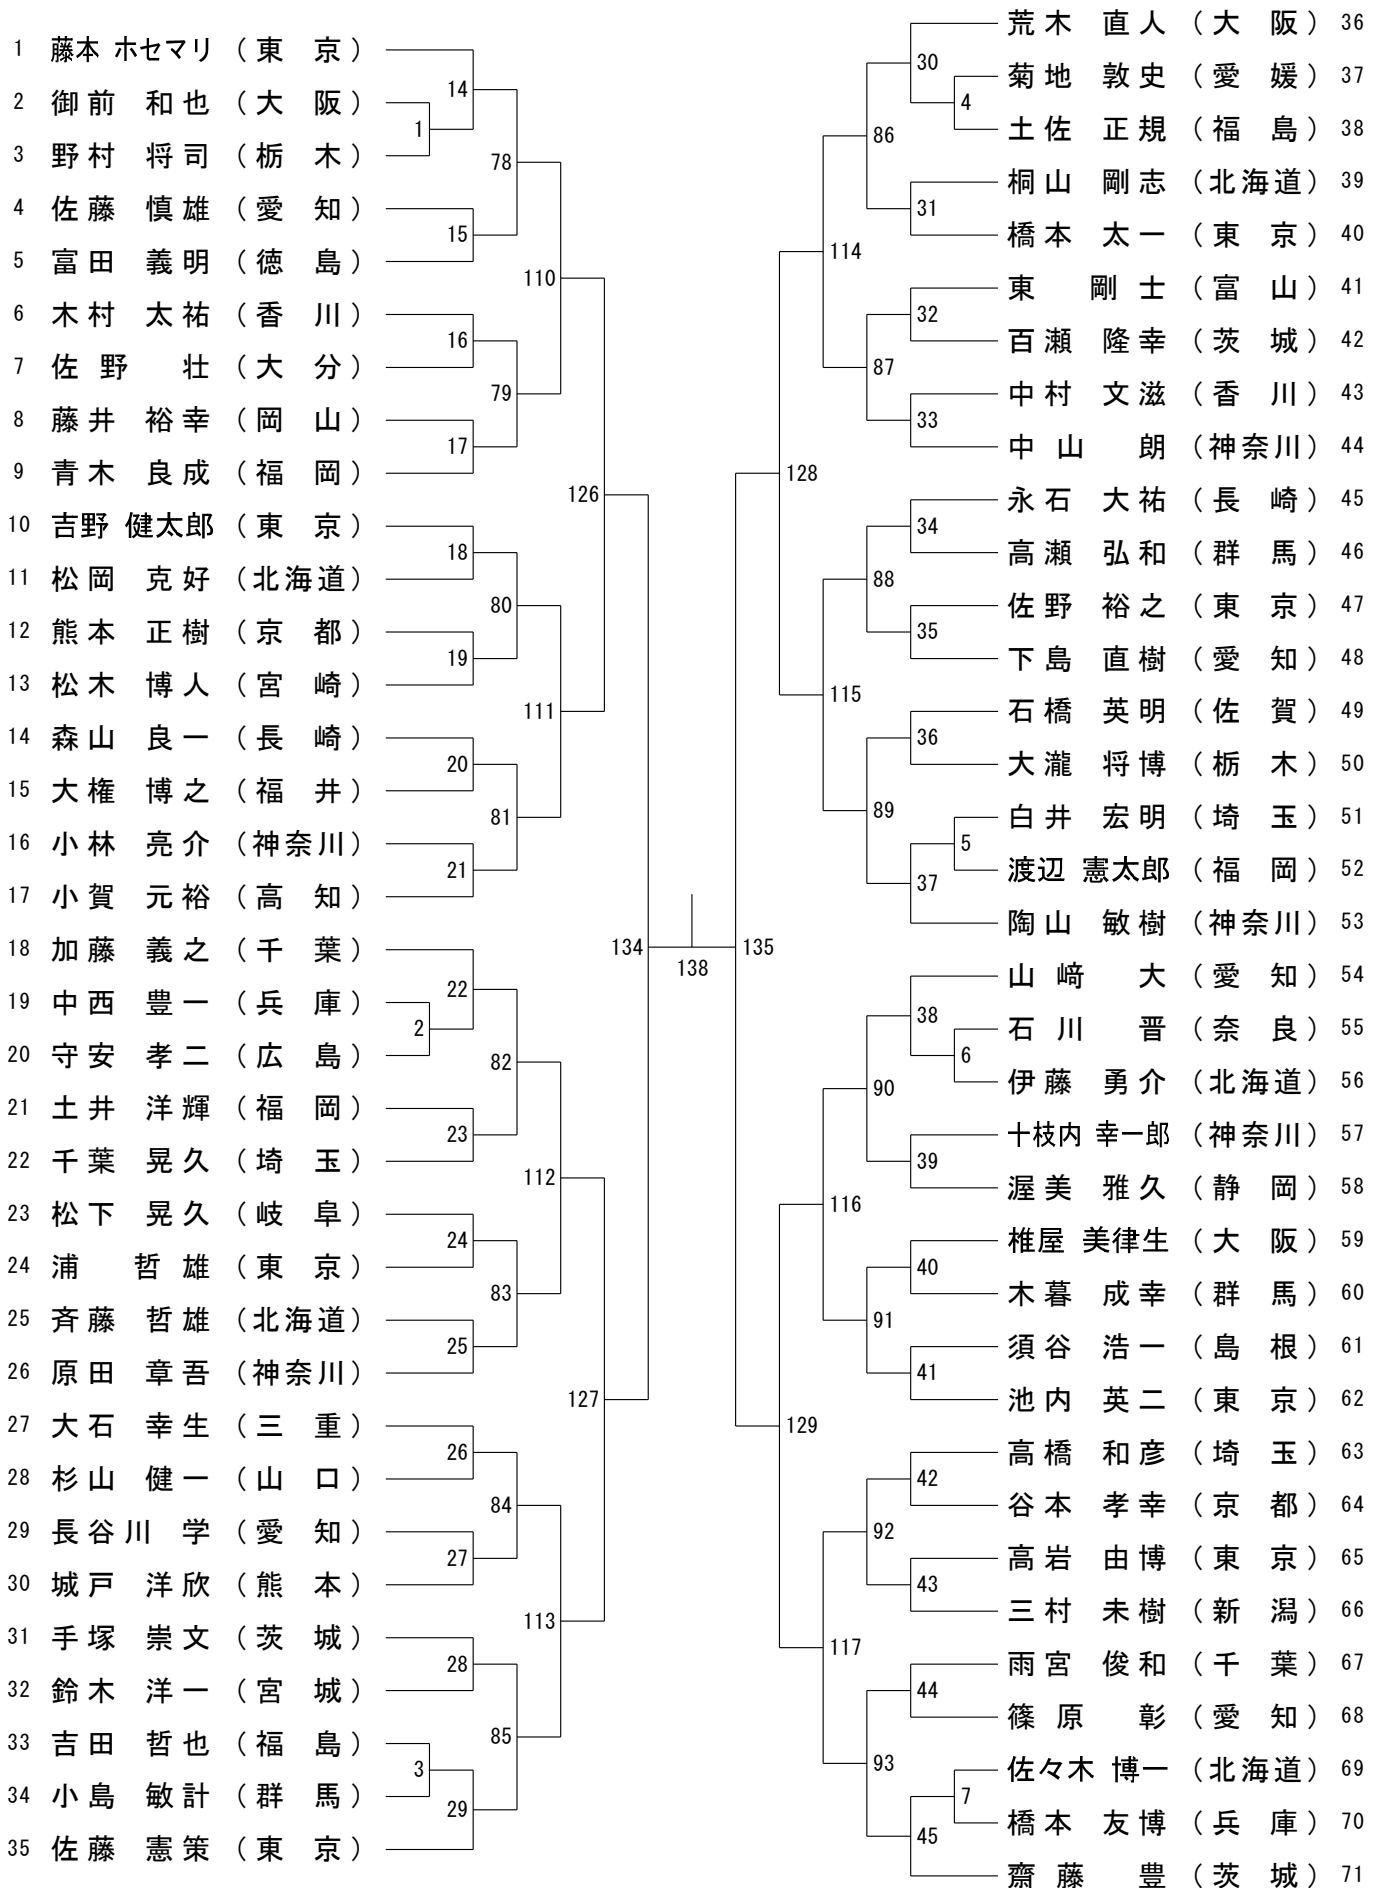 1 藤本 ホセマリ （東 京）
2 御前 和也 （大 阪）
3 野村 将司 （栃 木）
4 佐藤 慎雄 （愛 知）
5 富田 義明 （徳 島）
6 木村 太祐 （香 川）
7 佐野 壮 （大 分）
8 藤井 裕幸 （岡 山）
9 青木 良成 （福 岡）
10 吉野 健太郎 （東 京）
11 松岡 克好 （北海道）
12 熊本 正樹 （京 都）
13 松木 博人 （宮 崎）
14 森山 良一 （長 崎）
15 大権 博之 （福 井）
16 小林 亮介 （神奈川）
17 小賀 元裕 （高 知）
18 加藤 義之 （千 葉）
19 中西 豊一 （兵 庫）
20 守安 孝二 （広 島）
21 土井 洋輝 （福 岡）
22 千葉 晃久 （埼 玉）
23 松下 晃久 （岐 阜）
24 浦 哲雄 （東 京）
25 斉藤 哲雄 （北海道）
26 原田 章吾 （神奈川）
27 大石 幸生 （三 重）
28 杉山 健一 （山 口）
29 長谷川 学 （愛 知）
30 城戸 洋欣 （熊 本）
31 手塚 崇文 （茨 城）
32 鈴木 洋一 （宮 城）
33 吉田 哲也 （福 島）
34 小島 敏計 （群 馬）
35 佐藤 憲策 （東 京）
1
2
3
14
15
16
17
18
19
20
21
22
23
24
25
26
27
28
29
78
79
80
81
82
83
84
85
110
111
112
113
126
127
134
138
135
128
129
114
115
116
117
86
87
88
89
90
91
92
93
30
31
32
33
34
35
36
37
38
39
40
41
42
43
44
45
4
5
6
7
荒木 直人 （大 阪） 36
菊地 敦史 （愛 媛） 37
土佐 正規 （福 島） 38
桐山 剛志 （北海道） 39
橋本 太一 （東 京） 40
東 剛士 （富 山） 41
百瀬 隆幸 （茨 城） 42
中村 文滋 （香 川） 43
中山 朗 （神奈川） 44
永石 大祐 （長 崎） 45
高瀬 弘和 （群 馬） 46
佐野 裕之 （東 京） 47
下島 直樹 （愛 知） 48
石橋 英明 （佐 賀） 49
大瀧 将博 （栃 木） 50
白井 宏明 （埼 玉） 51
渡辺 憲太郎 （福 岡） 52
陶山 敏樹 （神奈川） 53
山﨑 大 （愛 知） 54
石川 晋 （奈 良） 55
伊藤 勇介 （北海道） 56
十枝内 幸一郎 （神奈川） 57
渥美 雅久 （静 岡） 58
椎屋 美律生 （大 阪） 59
木暮 成幸 （群 馬） 60
須谷 浩一 （島 根） 61
池内 英二 （東 京） 62
高橋 和彦 （埼 玉） 63
谷本 孝幸 （京 都） 64
高岩 由博 （東 京） 65
三村 未樹 （新 潟） 66
雨宮 俊和 （千 葉） 67
篠原 彰 （愛 知） 68
佐々木 博一 （北海道） 69
橋本 友博 （兵 庫） 70
齋藤 豊 （茨 城） 71